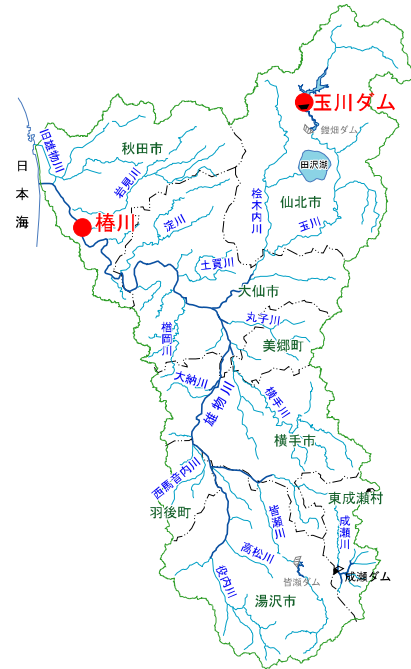 玉川ダム
鎧畑ダム
旧雄物川
秋田市
田沢湖
日本海
岩見川
桧木内川
仙北市
椿川
淀川
玉川
土買川
大仙市
丸子川
楢岡川
美郷町
大納川
雄物川
横手川
横手市
西馬音内川
東成瀬村
羽後町
皆瀬川
成瀬川
高松川
役内川
皆瀬ダム
成瀬ダム
湯沢市